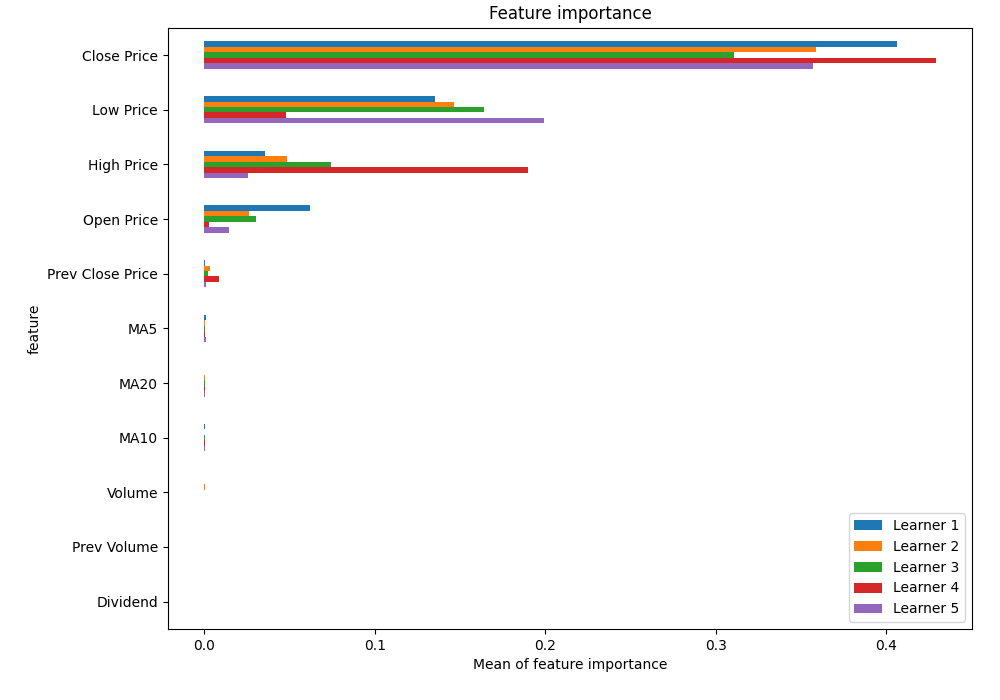 Feature importance
Close Price
Low Price
High Price
Open Price
Prev Close Price
MA5
MA20
MA10
Volume
Prev Volume
Dividend
feature
Learner 1
Learner 2
Learner 3
Learner 4
Learner 5
0.0 0.1 0.2 0.3 0.4
Mean of feature importance